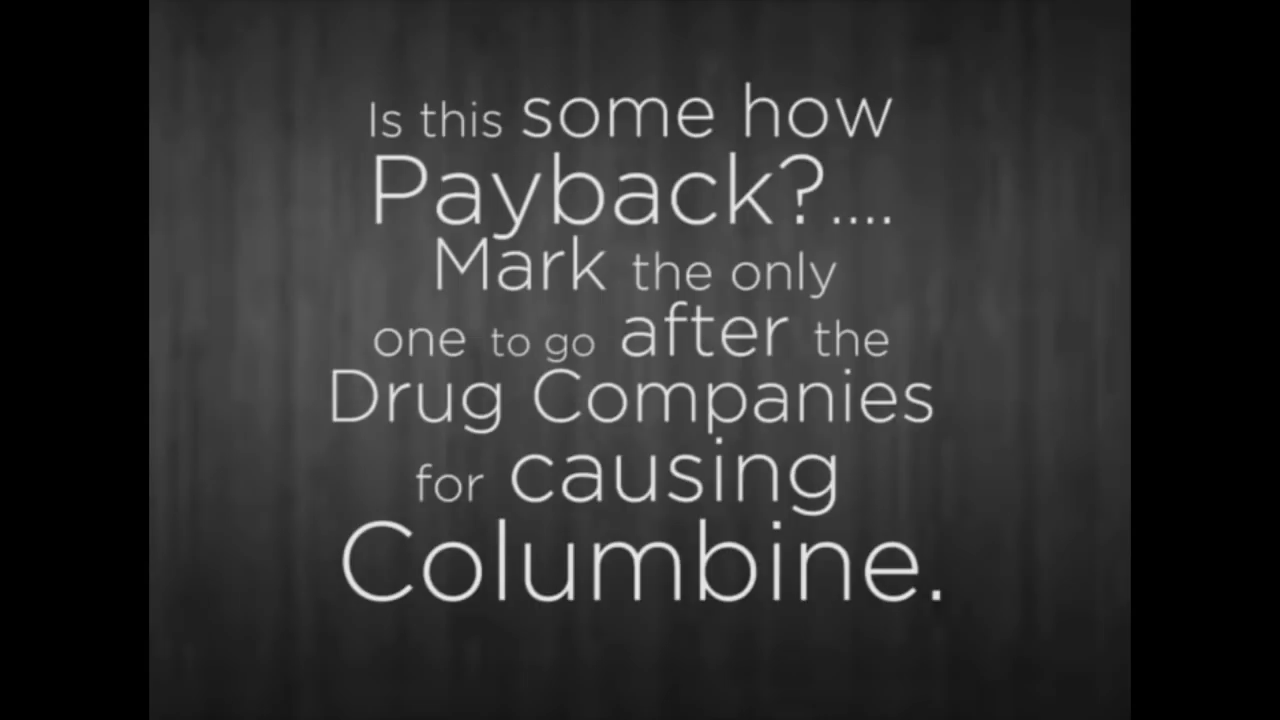 Is this some how
Payback?....
Mark the only
one to go after the
Drug Companies
for causing
Columbine.